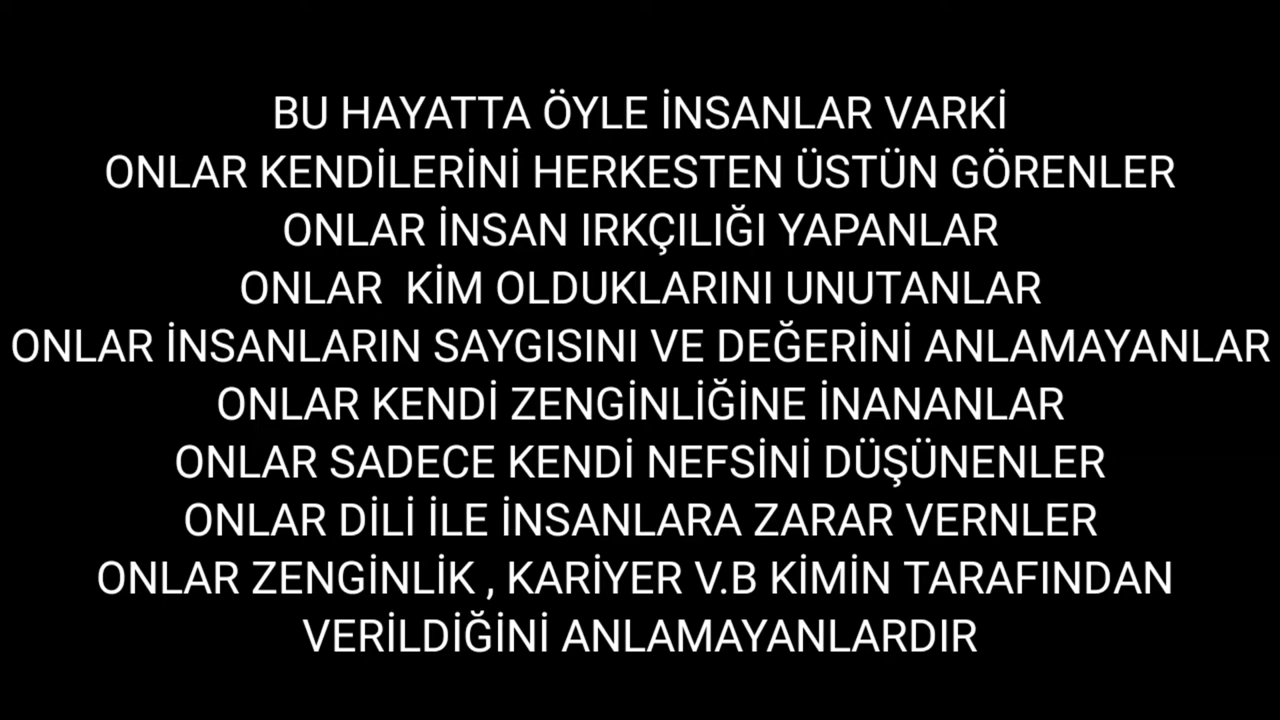 BU HAYATTA ÖYLE İNSANLAR VARKİ
ONLAR KENDİLERİNİ HERKESTEN ÜSTÜN GÖRENLER
ONLAR İNSAN IRKÇILIĞI YAPANLAR
ONLAR  KİM OLDUKLARINI UNUTANLAR
ONLAR İNSANLARIN SAYGISINI VE DEĞERİNİ ANLAMAYANLAR
ONLAR KENDİ ZENGİNLİĞİNE İNANANLAR
ONLAR SADECE KENDİ NEFSİNİ DÜŞÜNENLER
ONLAR DİLİ İLE İNSANLARA ZARAR VERNLER
ONLAR ZENGİNLİK , KARİYER V.B KİMİN TARAFINDAN
VERİLDİĞİNİ ANLAMAYANLARDIR